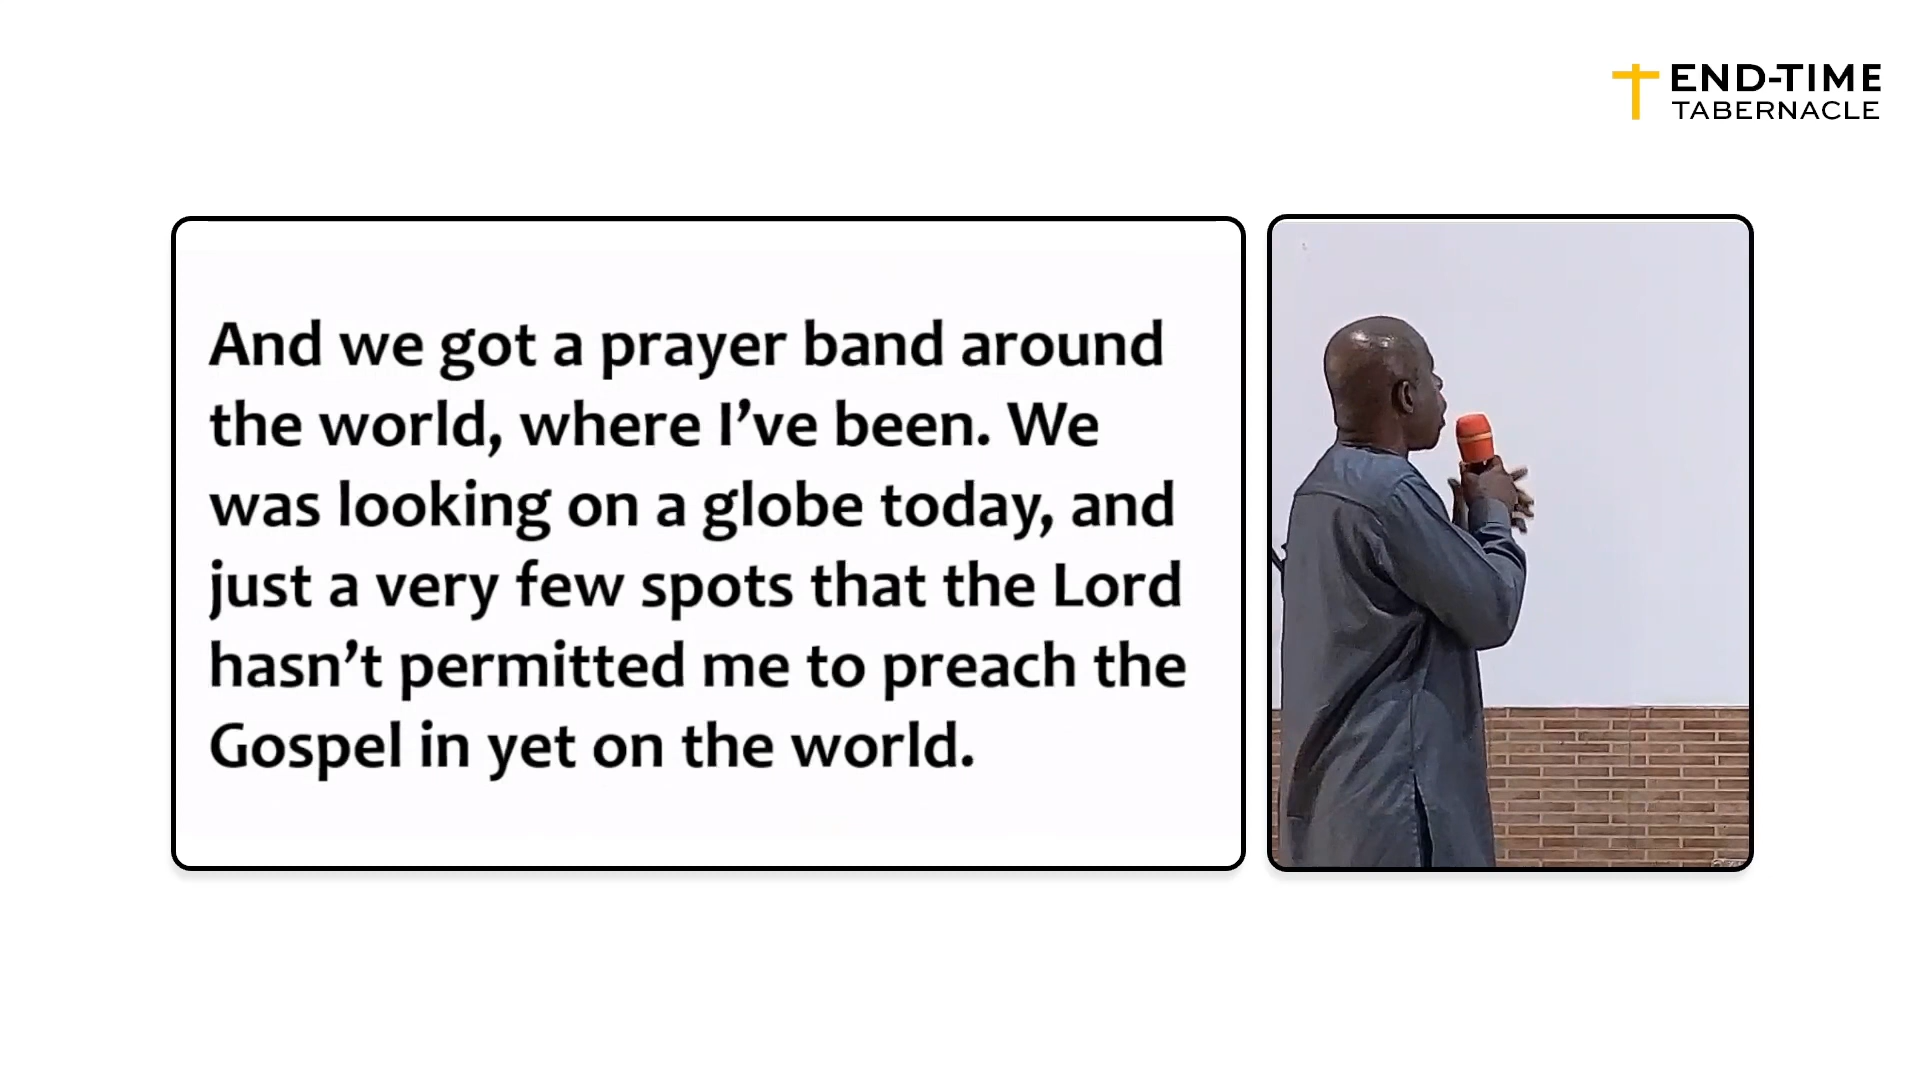 END-TIME
TABERNACLE
And we got a prayer band around
the world, where I’ve been. We
was looking on a globe today, and
just a very few spots that the Lord
hasn’t permitted me to preach the
Gospel in yet on the world.